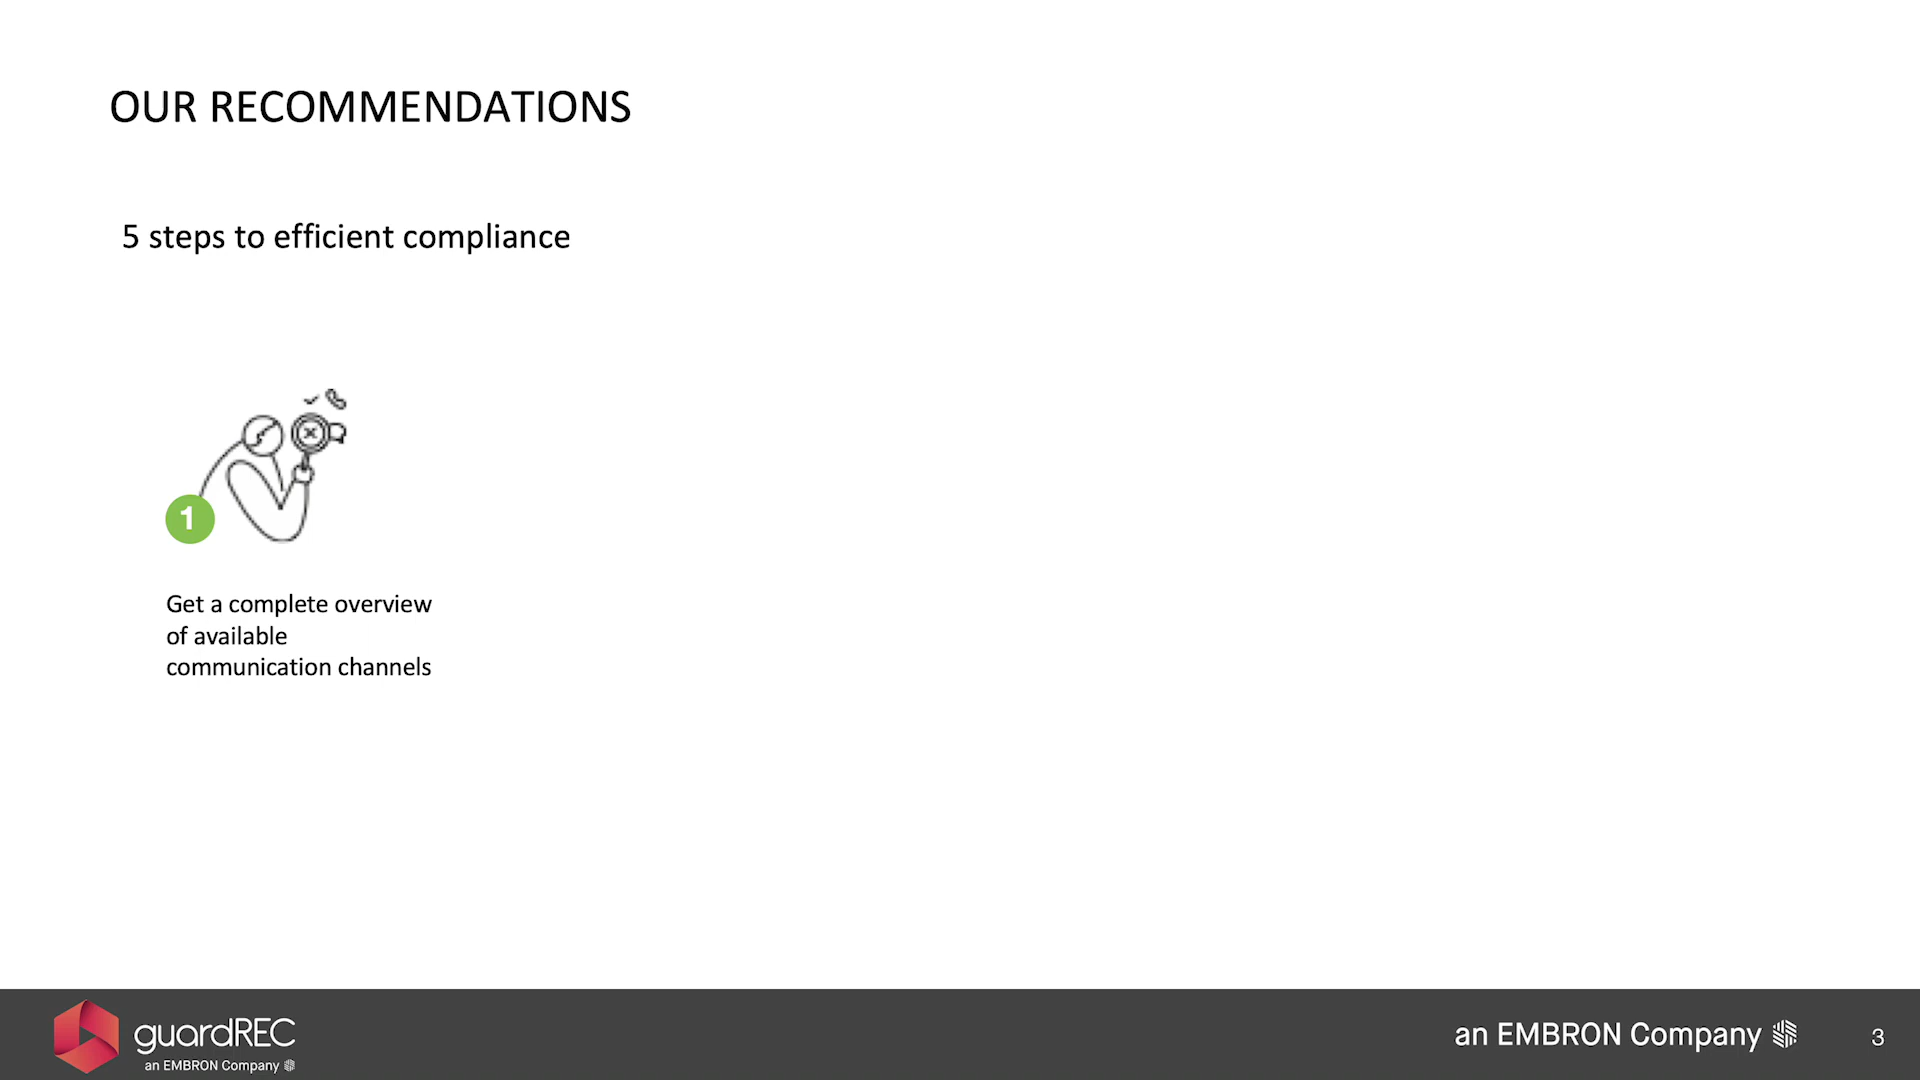 OUR RECOMMENDATIONS
5 steps to efficient compliance
1
Get a complete overview
of available
communication channels
guardREC
an EMBRON Company
an EMBRON Company
3